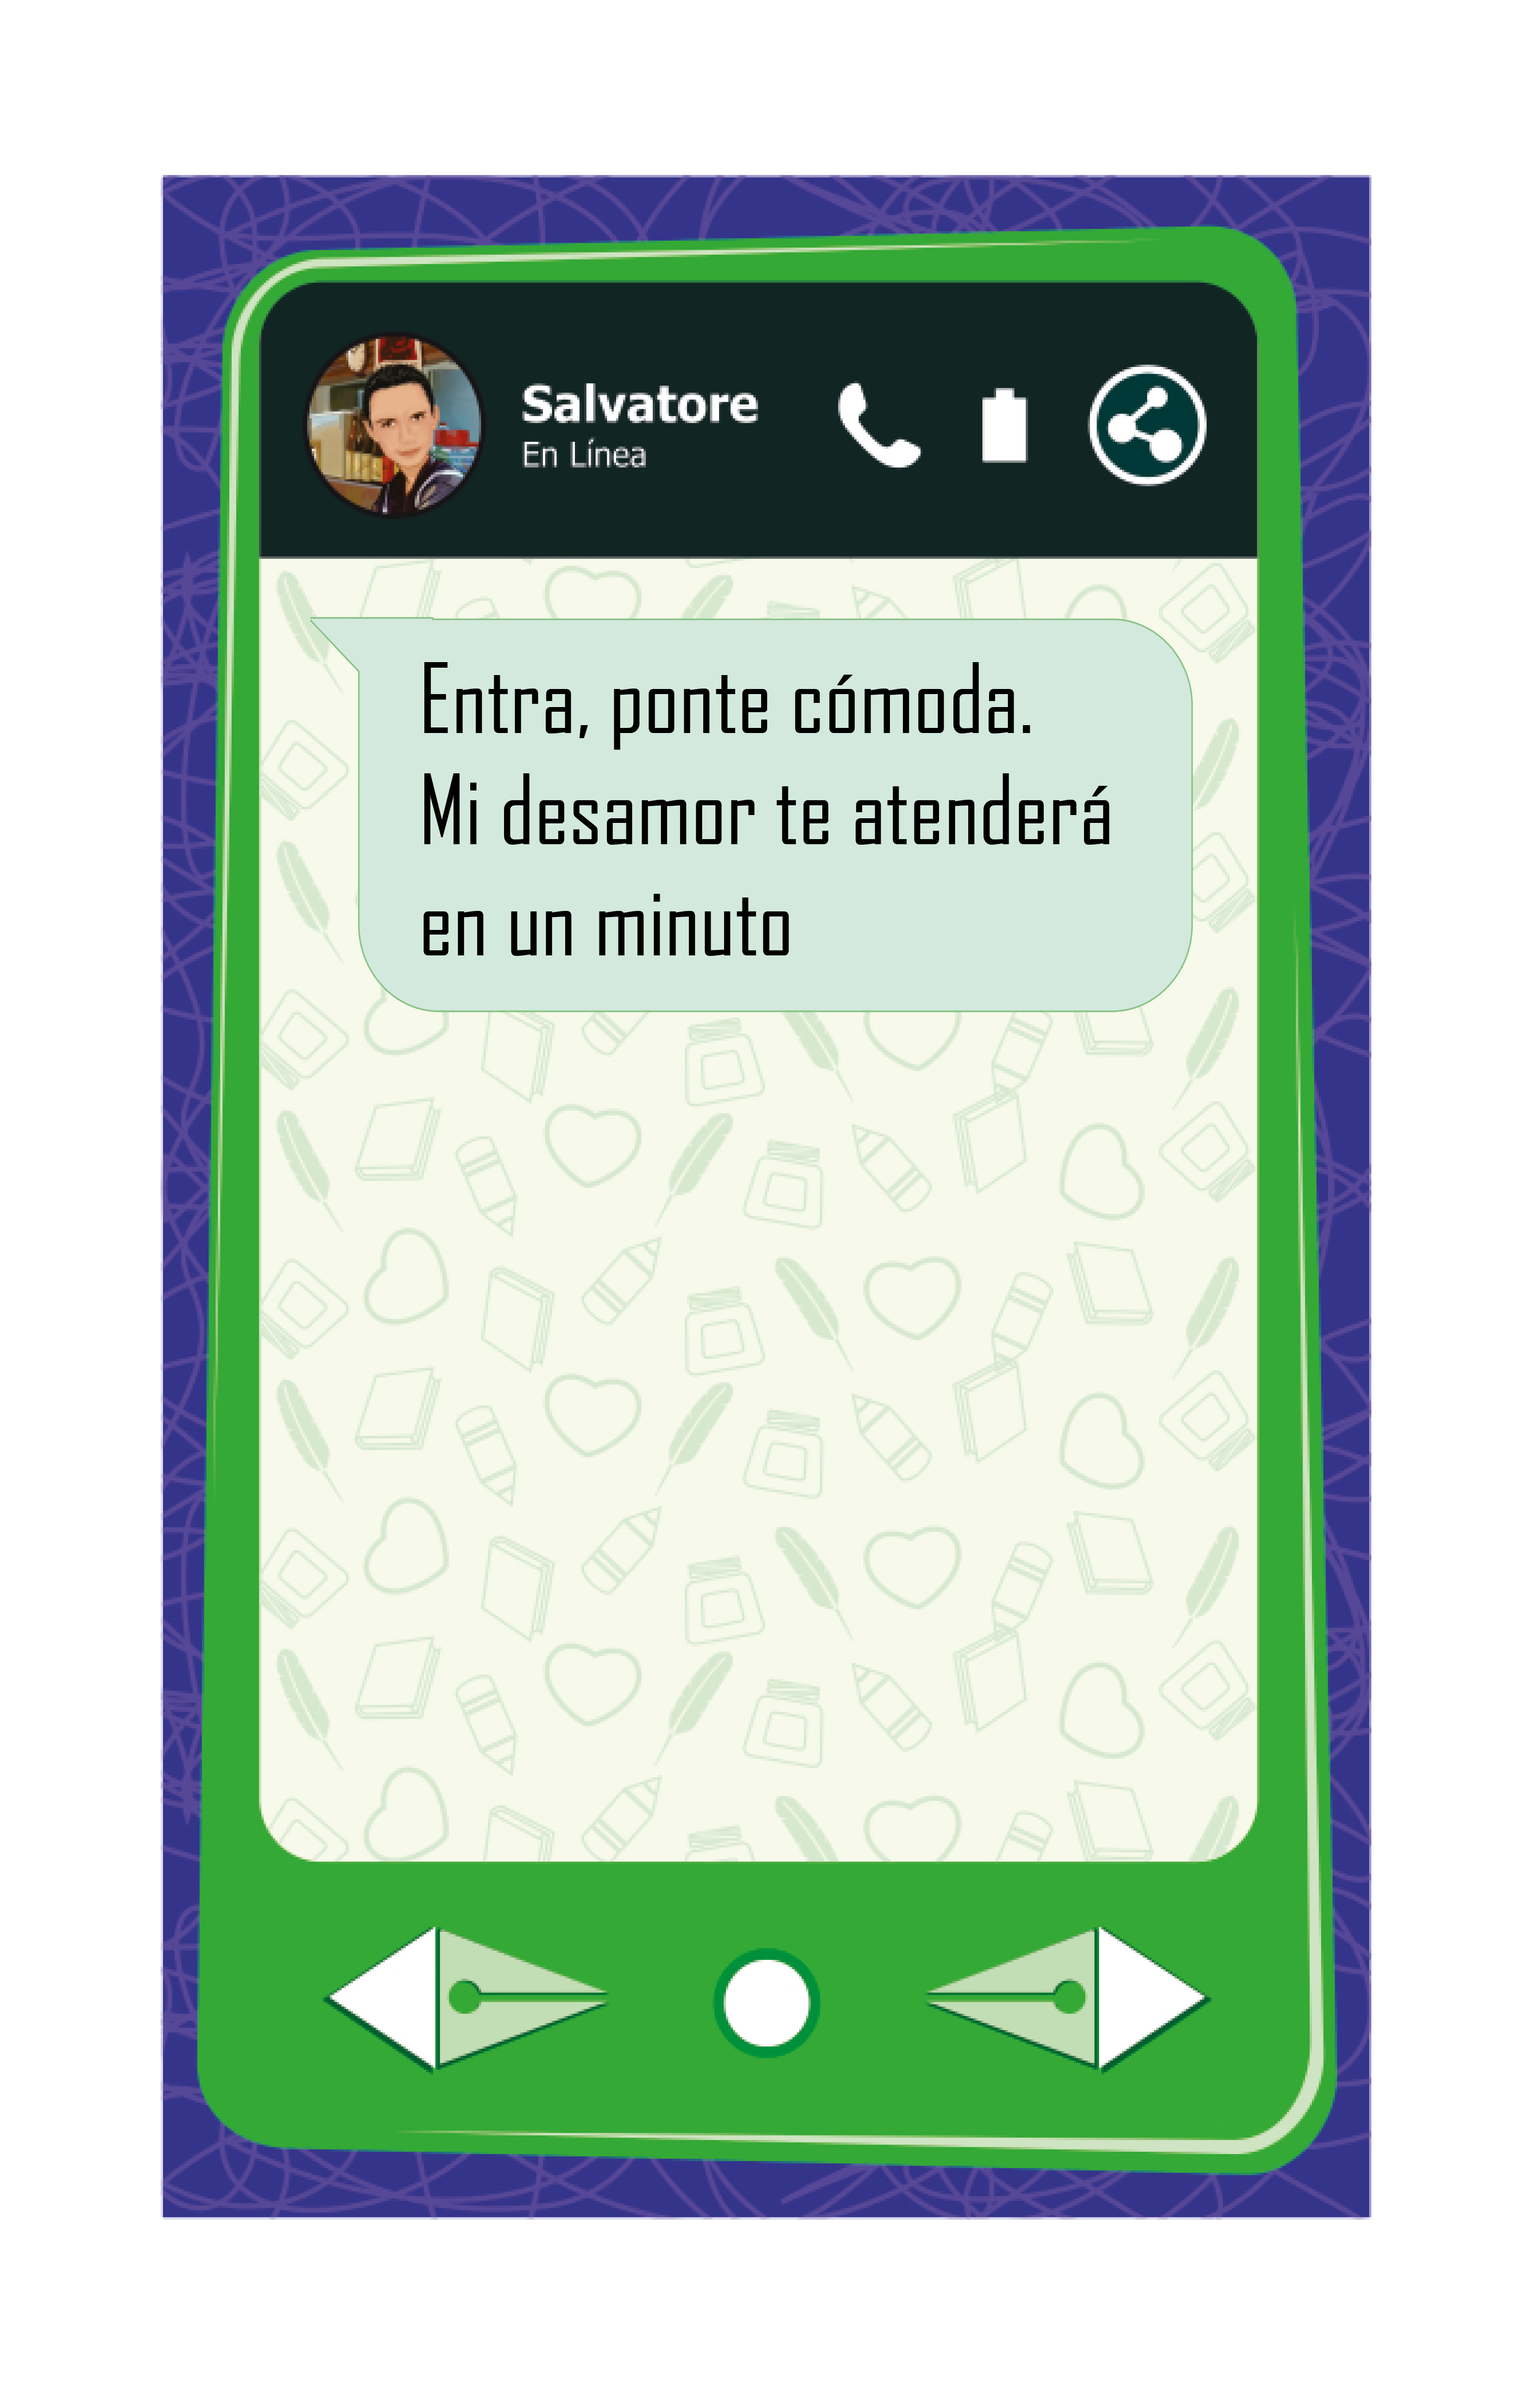 Salvatore
En Línea
Entra, ponte cómoda.
Mi desamor te atenderá
en un minuto